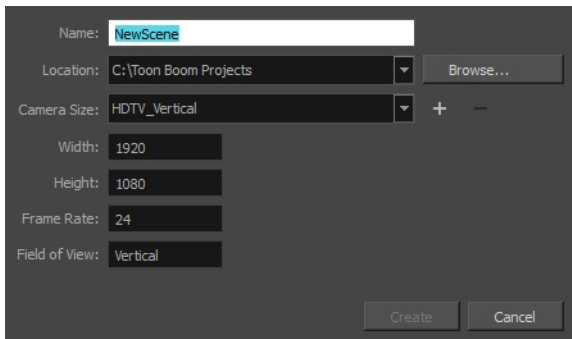 Name: NewScene
Location: C:\Toon Boom Projects Browse...
Camera Size: HDTV_Vertical + −
Width: 1920
Height: 1080
Frame Rate: 24
Field of View: Vertical
Create Cancel